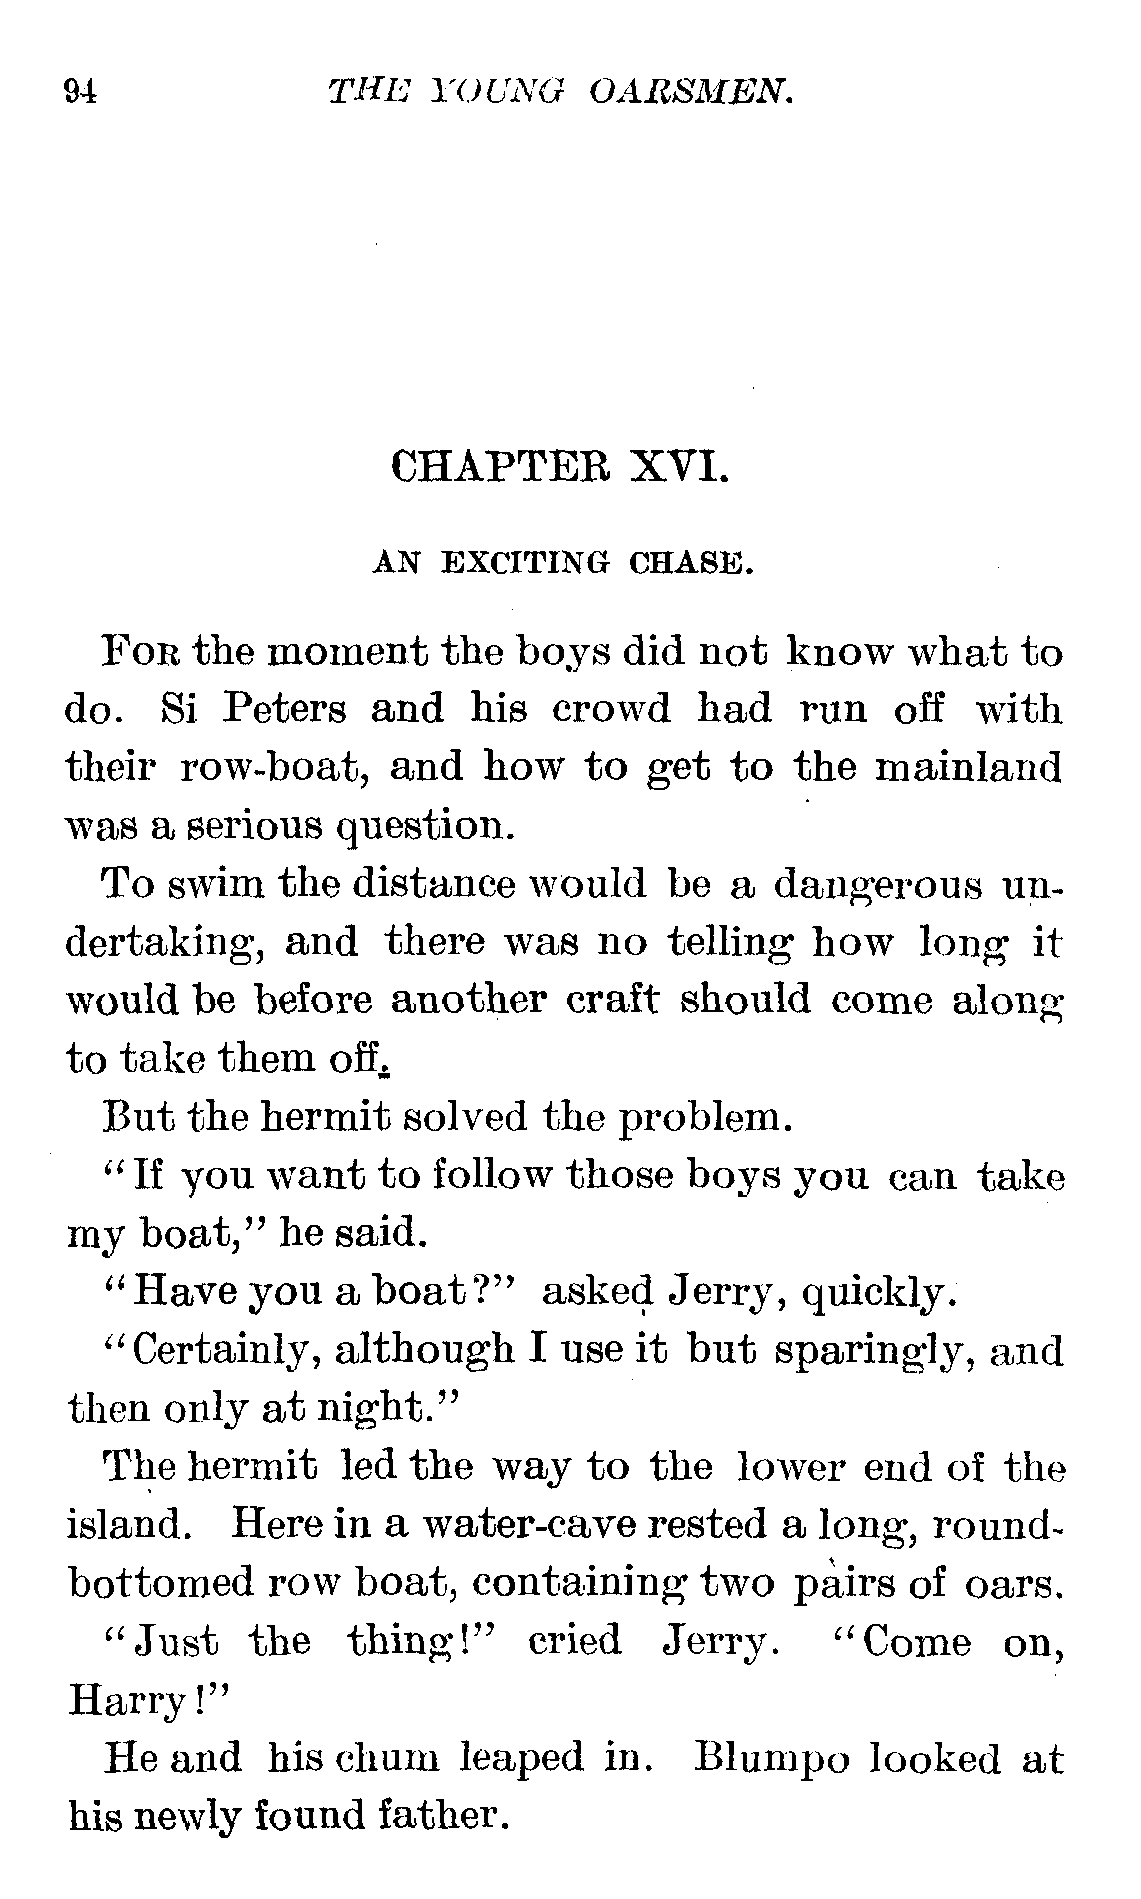 94 THE YOUNG OARSMEN.
CHAPTER XVI.
AN EXCITING CHASE.
FOR the moment the boys did not know what to
do. Si Peters and his crowd had run off with
their row-boat, and how to get to the mainland
was a serious question.
To swim the distance would be a dangerous un-
dertaking, and there was no telling how long it
would be before another craft should come along
to take them off.
But the hermit solved the problem.
"If you want to follow those boys you can take
my boat," he said.
"Have you a boat?" asked Jerry, quickly.
"Certainly, although I use it but sparingly, and
then only at night."
The hermit led the way to the lower end of the
island. Here in a water-cave rested a long, round-
bottomed row boat, containing two pairs of oars.
"Just the thing!" cried Jerry. "Come on,
Harry!"
He and his chum leaped in. Blumpo looked at
his newly found father.